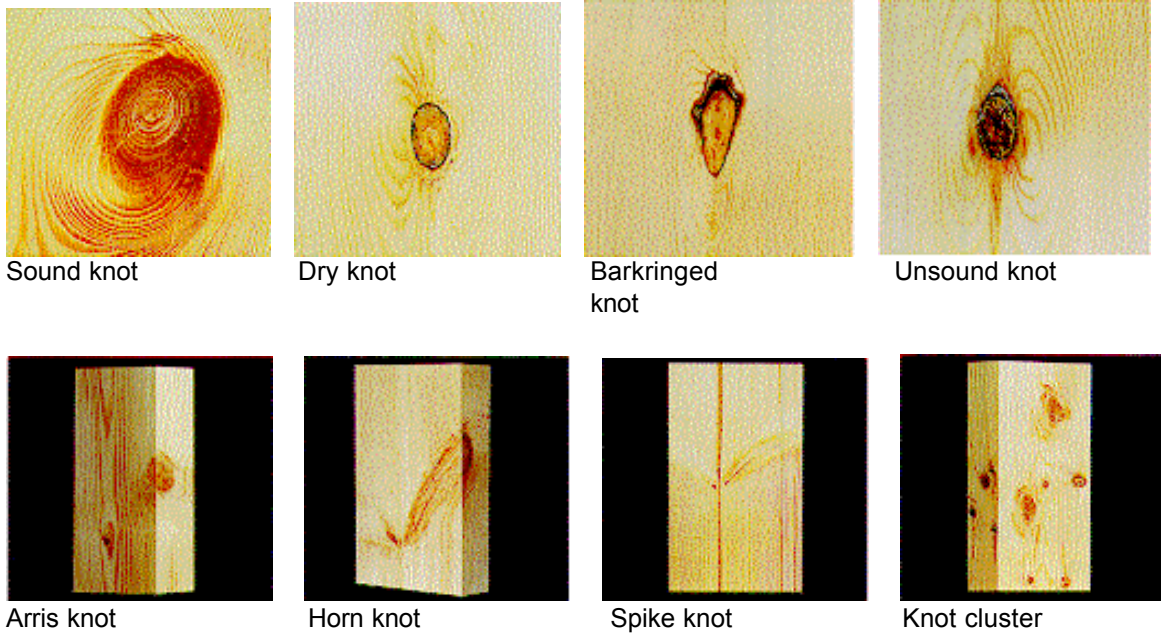 Sound knot
Dry knot
Barkringed
knot
Unsound knot
Arris knot
Horn knot
Spike knot
Knot cluster